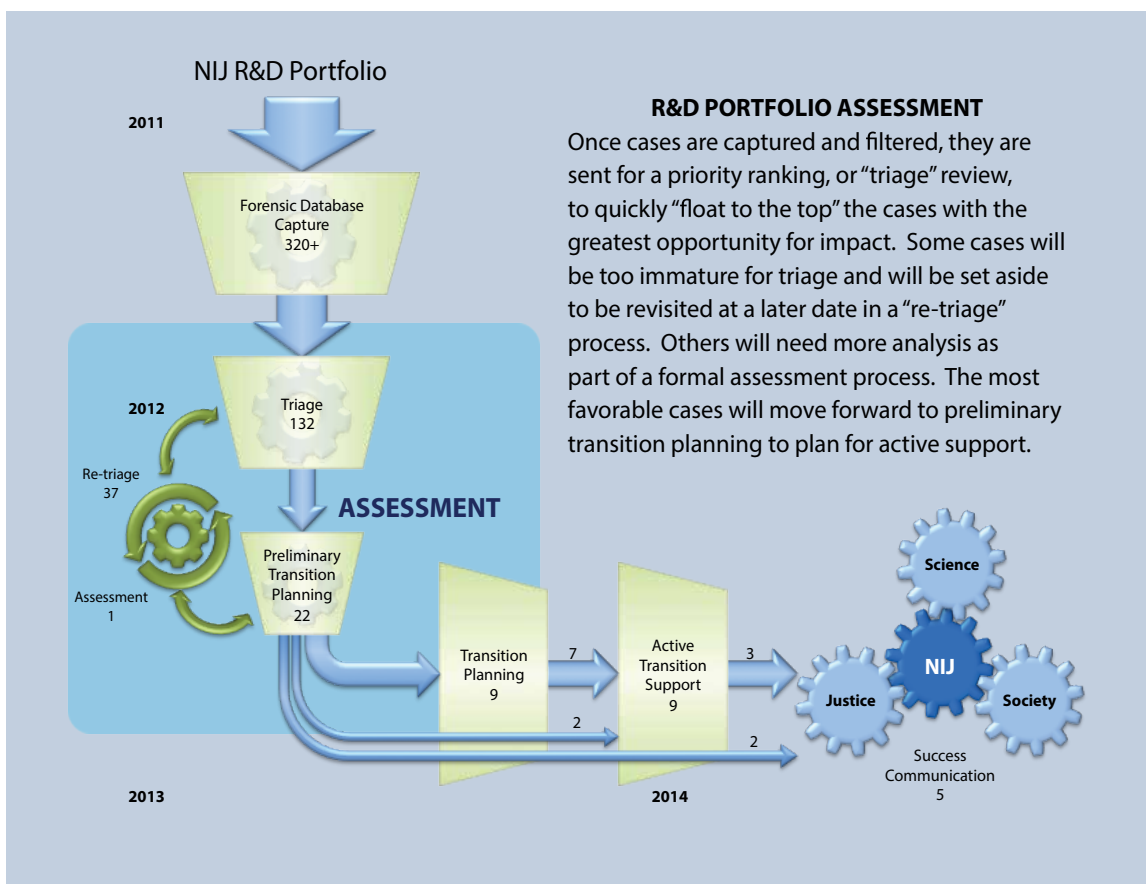 NIJ R&D Portfolio
2011
Forensic Database
Capture
320+
R&D PORTFOLIO ASSESSMENT
Once cases are captured and filtered, they are
sent for a priority ranking, or “triage” review,
to quickly “float to the top” the cases with the
greatest opportunity for impact.  Some cases will
be too immature for triage and will be set aside
to be revisited at a later date in a “re-triage”
process.  Others will need more analysis as
part of a formal assessment process.  The most
favorable cases will move forward to preliminary
transition planning to plan for active support.
2012
Triage
132
Re-triage
37
ASSESSMENT
Assessment
1
Preliminary
Transition
Planning
22
Transition
Planning
9
7
2
Active
Transition
Support
9
3
2
Science
NIJ
Justice
Society
Success
Communication
5
2013
2014